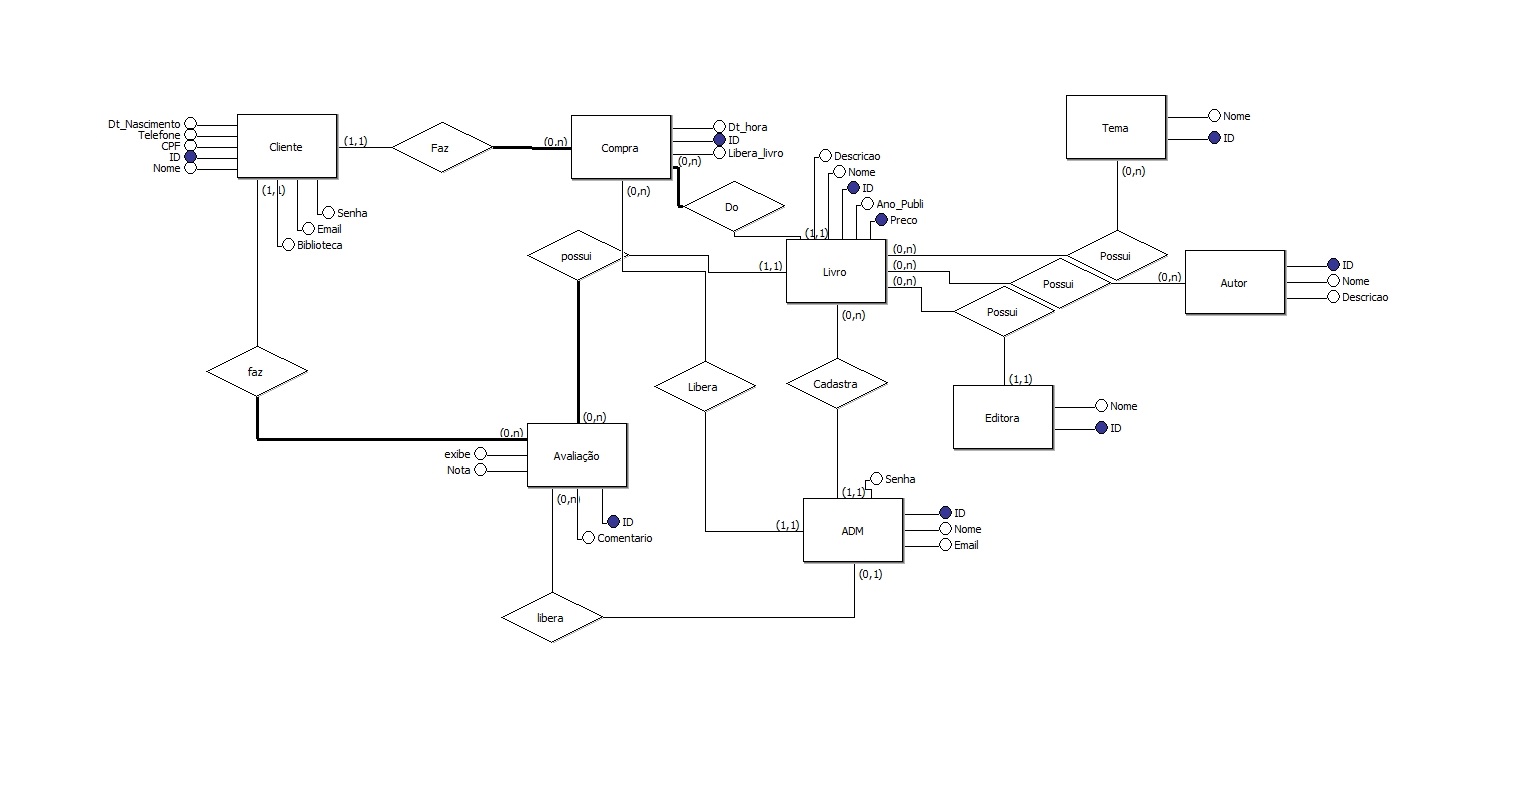 Dt_Nascimento
Telefone
CPF
ID
Nome
Cliente
(1,1)
Faz
(0,n)
Compra
Dt_hora
ID
Libera_livro
(0,n)
(0,n)
Do
(1,1)
Senha
Email
Biblioteca
Descricao
Nome
ID
Ano_Publi
Preco
(1,1)
Tema
Nome
ID
(0,n)
possui
(1,1)
Livro
(0,n)
(0,n)
(0,n)
Possui
Possui
Possui
(0,n)
Autor
ID
Nome
Descricao
(0,n)
faz
Libera
Cadastra
(1,1)
Editora
Nome
ID
(0,n)
(0,n)
exibe
Nota
Avaliação
(0,n)
ID
Comentario
Senha
(1,1)
(1,1)
ADM
ID
Nome
Email
(0,1)
libera